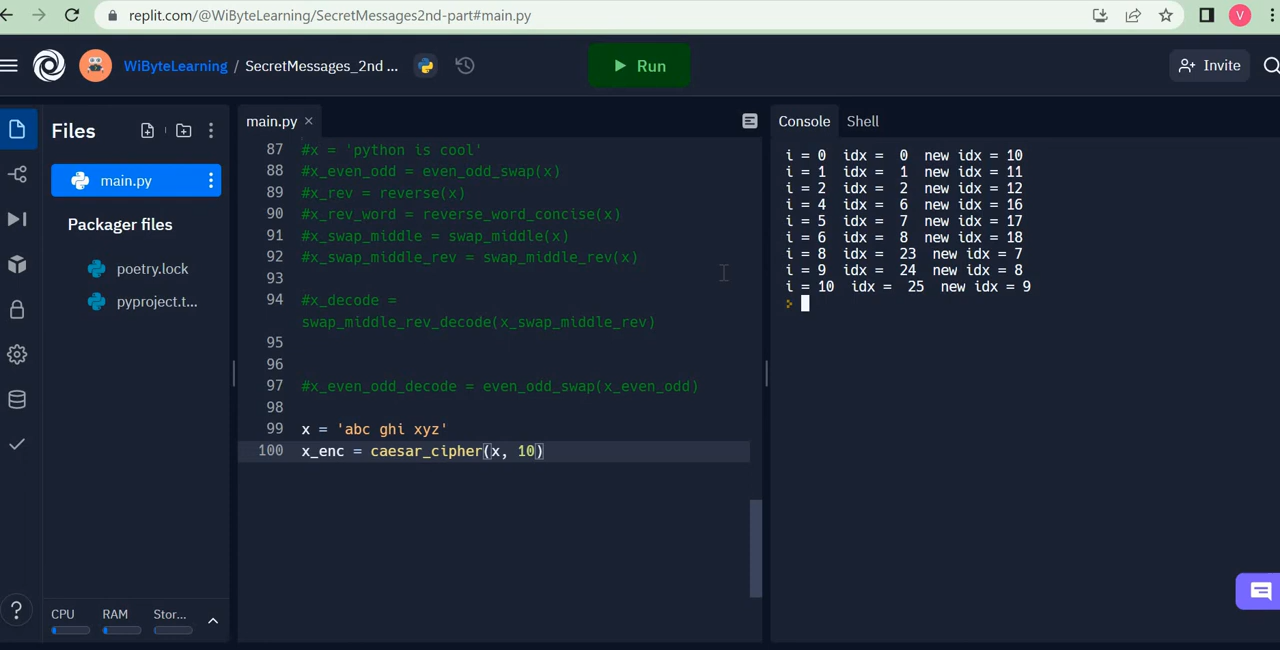 replit.com/@WiByteLearning/SecretMessages2nd-part#main.py
V
WiByteLearning / SecretMessages_2nd ...
Run
Invite
Files
main.py
Packager files
poetry.lock
pyproject.t...
CPU RAM Stor...
?
main.py ×
87 #x = 'python is cool'
88 #x_even_odd = even_odd_swap(x)
89 #x_rev = reverse(x)
90 #x_rev_word = reverse_word_concise(x)
91 #x_swap_middle = swap_middle(x)
92 #x_swap_middle_rev = swap_middle_rev(x)
93
94 #x_decode =
swap_middle_rev_decode(x_swap_middle_rev)
95
96
97 #x_even_odd_decode = even_odd_swap(x_even_odd)
98
99 x = 'abc ghi xyz'
100 x_enc = caesar_cipher(x, 10)
Console Shell
i = 0 idx = 0 new idx = 10
i = 1 idx = 1 new idx = 11
i = 2 idx = 2 new idx = 12
i = 4 idx = 6 new idx = 16
i = 5 idx = 7 new idx = 17
i = 6 idx = 8 new idx = 18
i = 8 idx = 23 new idx = 7
i = 9 idx = 24 new idx = 8
i = 10 idx = 25 new idx = 9